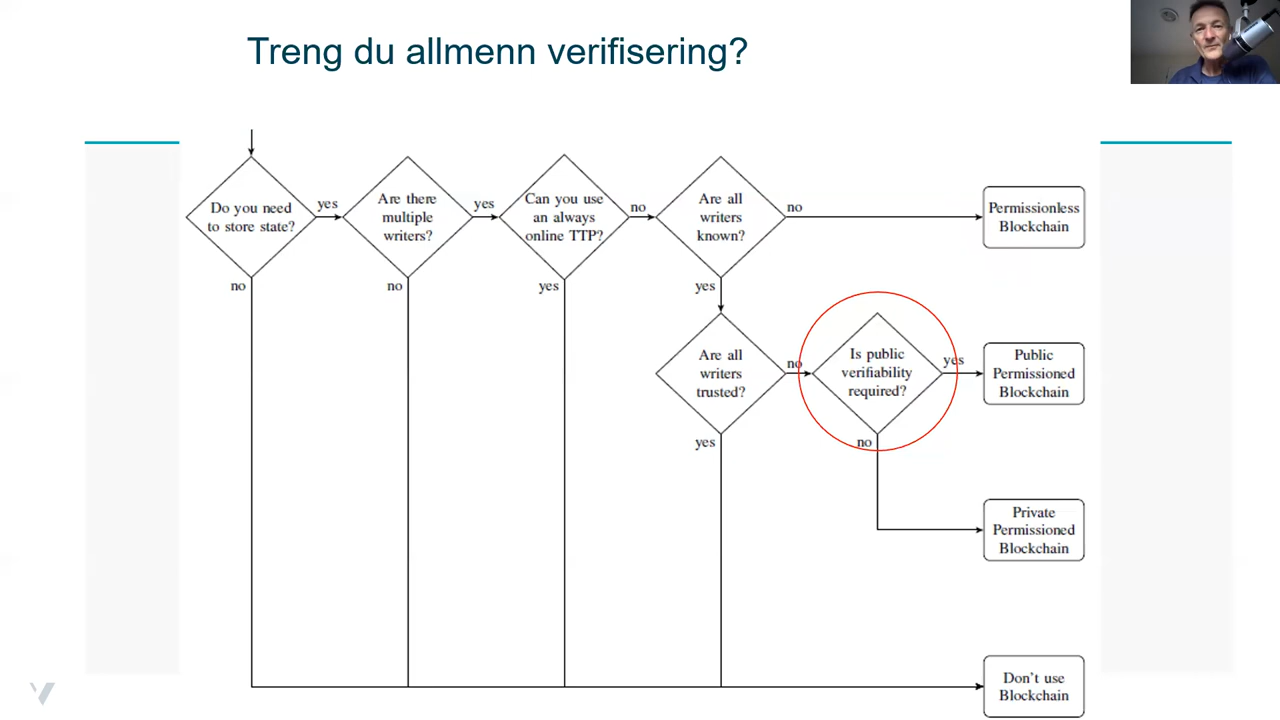 Treng du allmenn verifisering?
Do you need
to store state?
yes
no
Are there
multiple
writers?
yes
no
Can you use
an always
online TTP?
no
yes
Are all
writers
known?
no
yes
Permissionless
Blockchain
Are all
writers
trusted?
no
yes
Is public
verifiability
required?
yes
no
Public
Permissioned
Blockchain
Private
Permissioned
Blockchain
Don't use
Blockchain